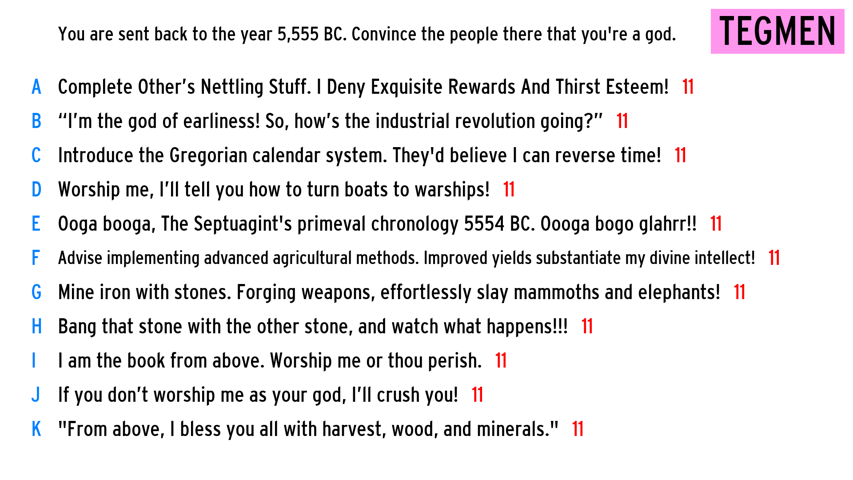 You are sent back to the year 5,555 BC. Convince the people there that you're a god.
TEGMEN
A Complete Other’s Nettling Stuff. I Deny Exquisite Rewards And Thirst Esteem! 11
B “I’m the god of earliness! So, how’s the industrial revolution going?” 11
C Introduce the Gregorian calendar system. They'd believe I can reverse time! 11
D Worship me, I’ll tell you how to turn boats to warships! 11
E Ooga booga, The Septuagint's primeval chronology 5554 BC. Oooga bogo glahrr!! 11
F Advise implementing advanced agricultural methods. Improved yields substantiate my divine intellect! 11
G Mine iron with stones. Forging weapons, effortlessly slay mammoths and elephants! 11
H Bang that stone with the other stone, and watch what happens!!! 11
I I am the book from above. Worship me or thou perish. 11
J If you don’t worship me as your god, I’ll crush you! 11
K "From above, I bless you all with harvest, wood, and minerals." 11